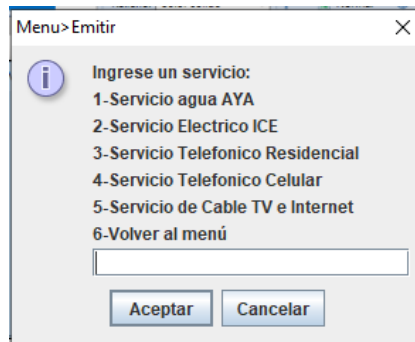 Menu>Emitir
Ingrese un servicio:
1-Servicio agua AYA
2-Servicio Electrico ICE
3-Servicio Telefonico Residencial
4-Servicio Telefonico Celular
5-Servicio de Cable TV e Internet
6-Volver al menú
Aceptar Cancelar